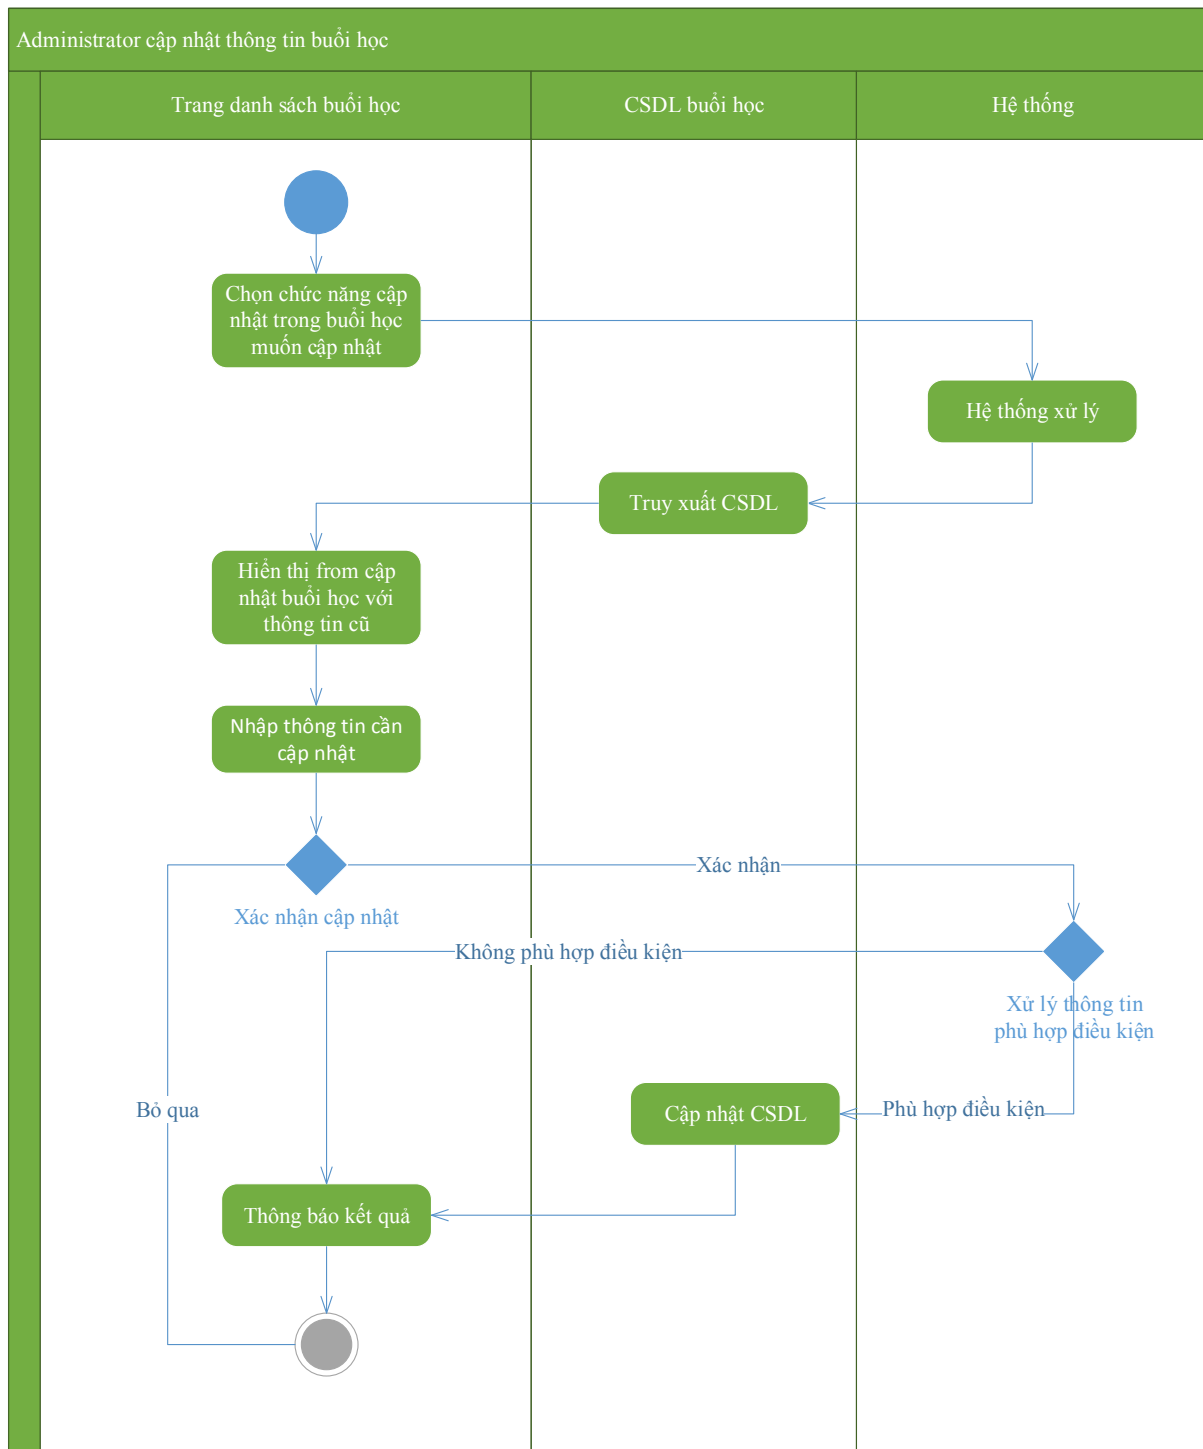 Administrator cập nhật thông tin buổi học
Trang danh sách buổi học
CSDL buổi học
Hệ thống
Chọn chức năng cập
nhật trong buổi học
muốn cập nhật
Hệ thống xử lý
Truy xuất CSDL
Hiển thị from cập
nhật buổi học với
thông tin cũ
Nhập thông tin cần
cập nhật
Xác nhận
Xác nhận cập nhật
Không phù hợp điều kiện
Xử lý thông tin
phù hợp điều kiện
Bỏ qua
Cập nhật CSDL
Phù hợp điều kiện
Thông báo kết quả